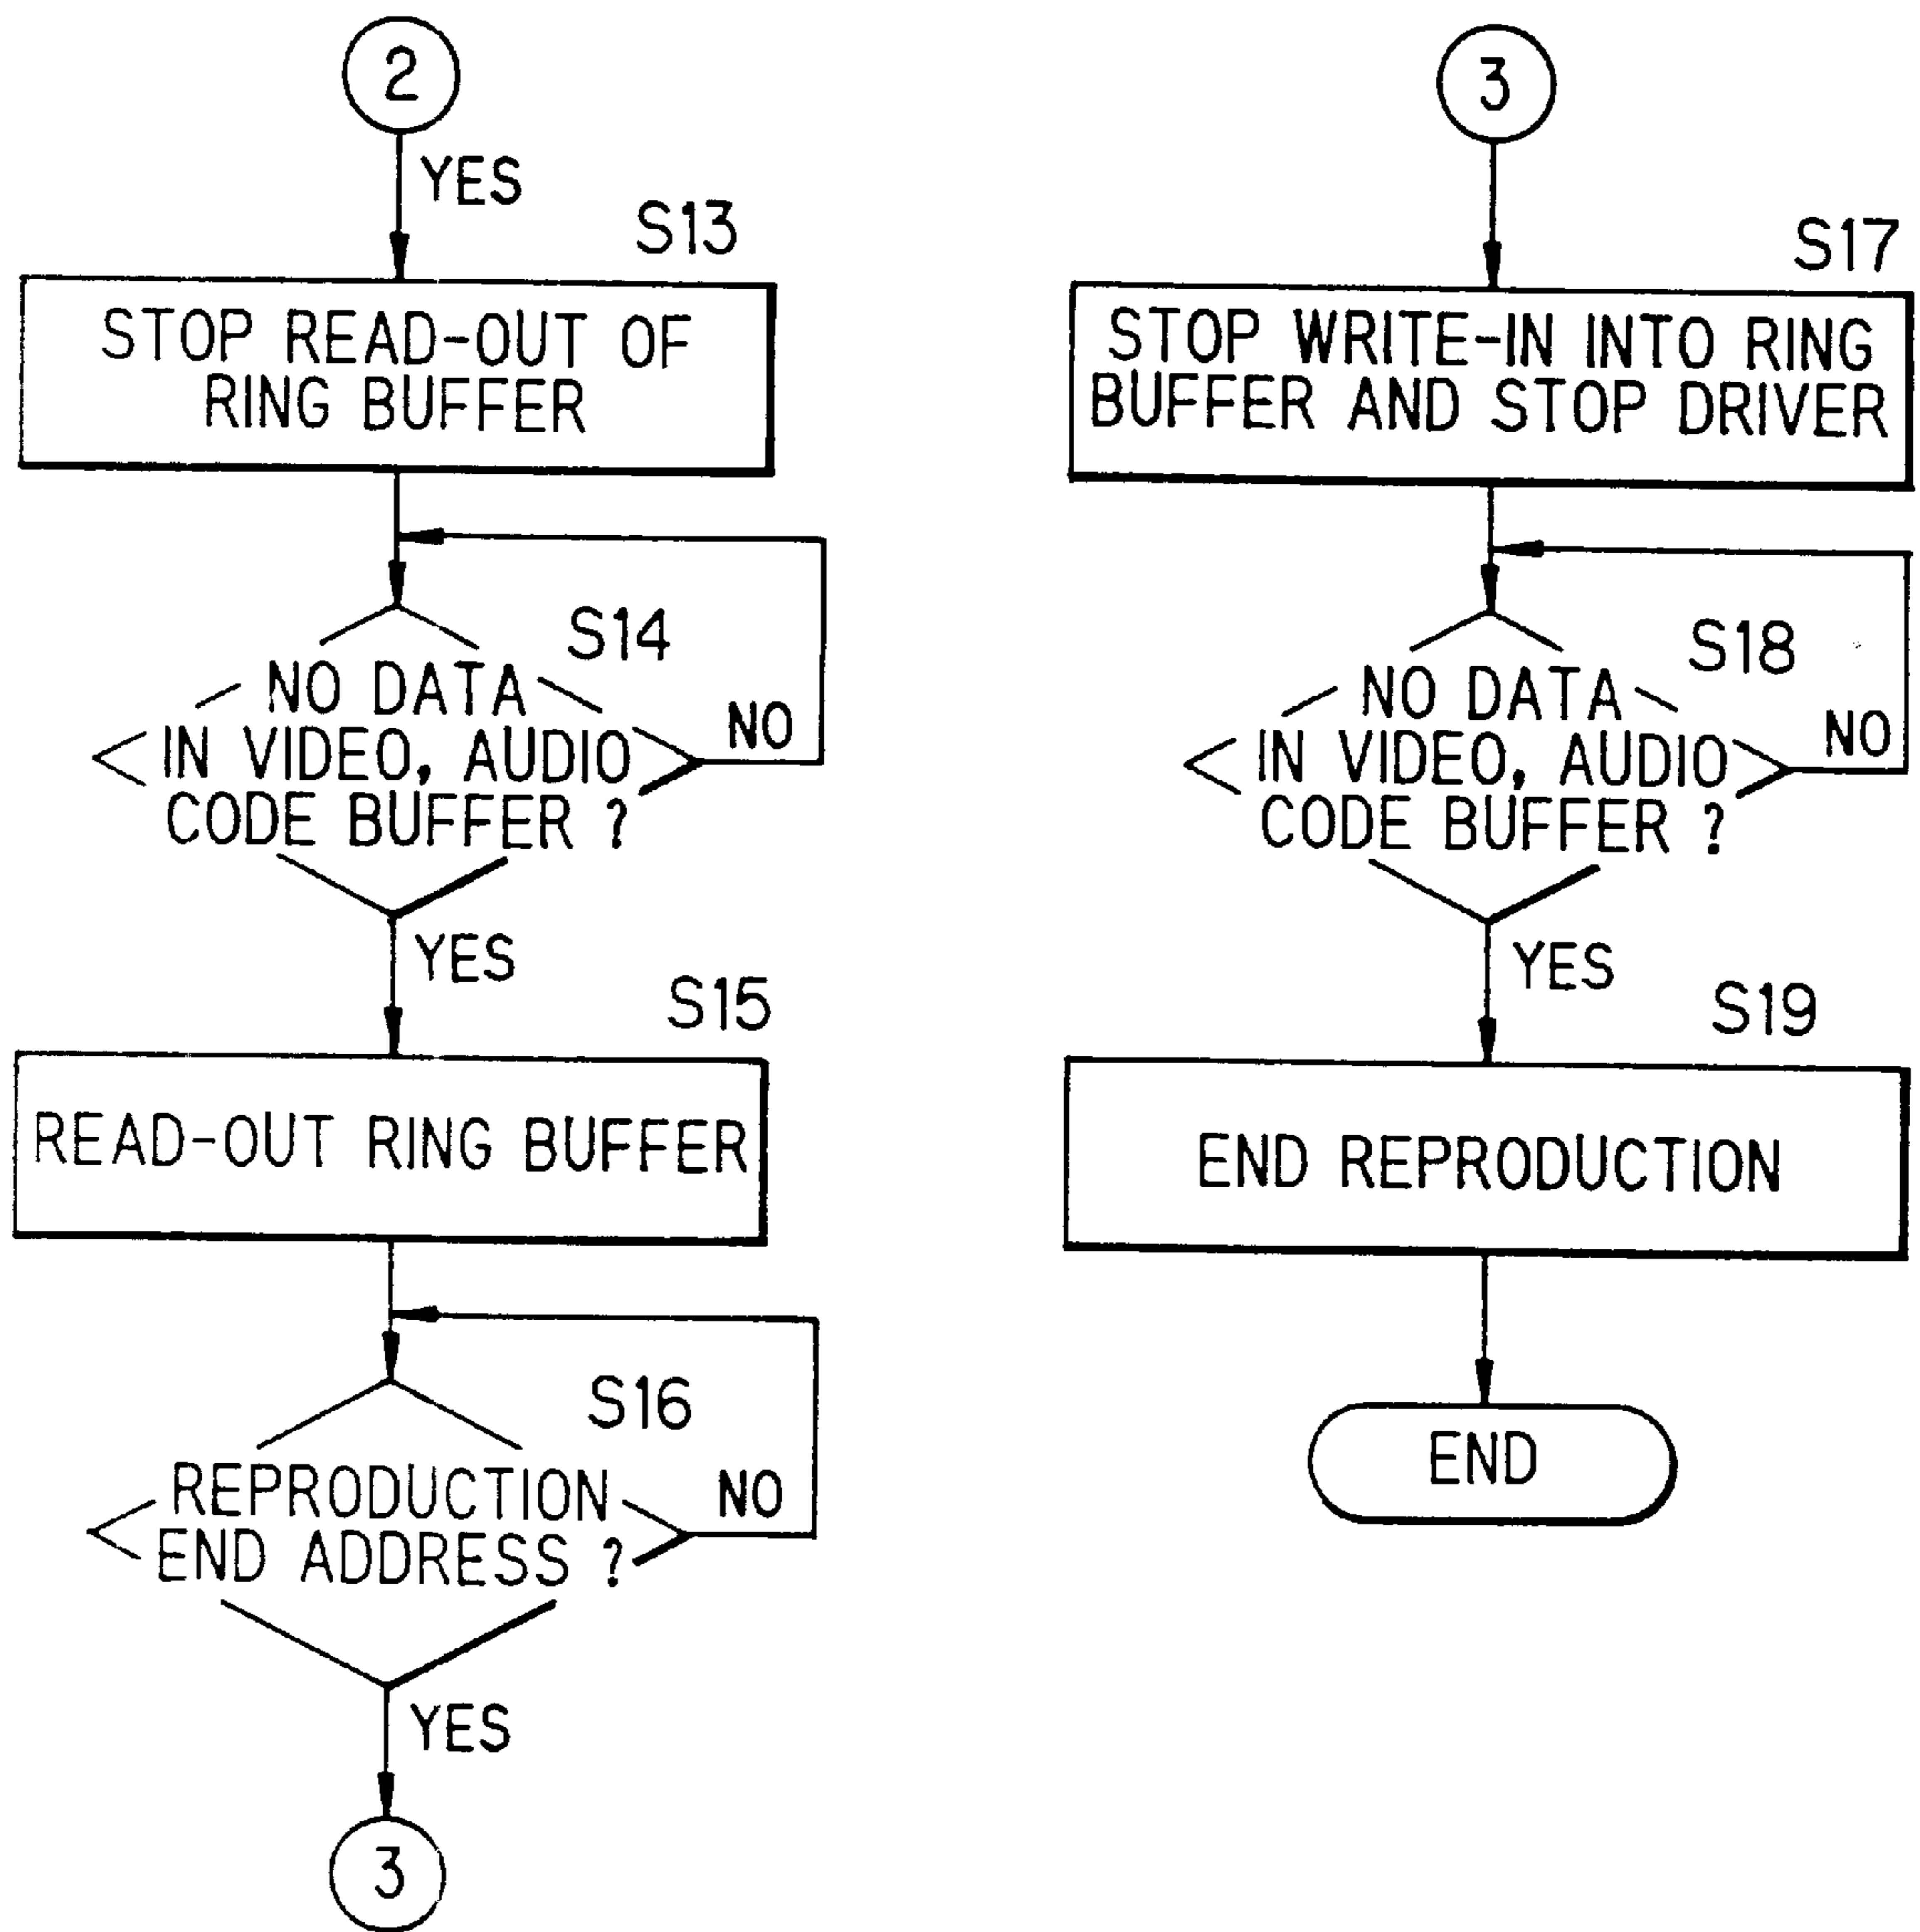 2
YES
S13
STOP READ-OUT OF
RING BUFFER
S14
NO DATA
IN VIDEO, AUDIO
CODE BUFFER ?
NO
YES
S15
READ-OUT RING BUFFER
S16
REPRODUCTION
END ADDRESS ?
NO
YES
3
3
S17
STOP WRITE-IN INTO RING
BUFFER AND STOP DRIVER
S18
NO DATA
IN VIDEO, AUDIO
CODE BUFFER ?
NO
YES
S19
END REPRODUCTION
END